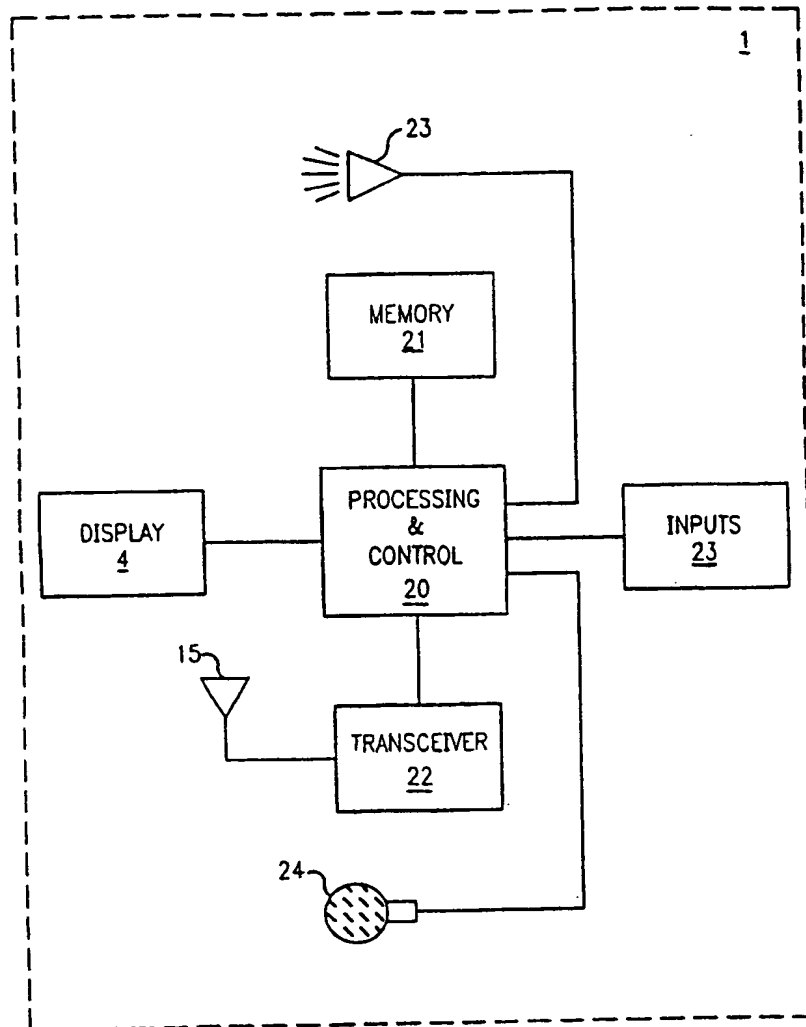 1
23
MEMORY
21
PROCESSING
&
CONTROL
20
DISPLAY
4
INPUTS
23
15
TRANSCEIVER
22
24